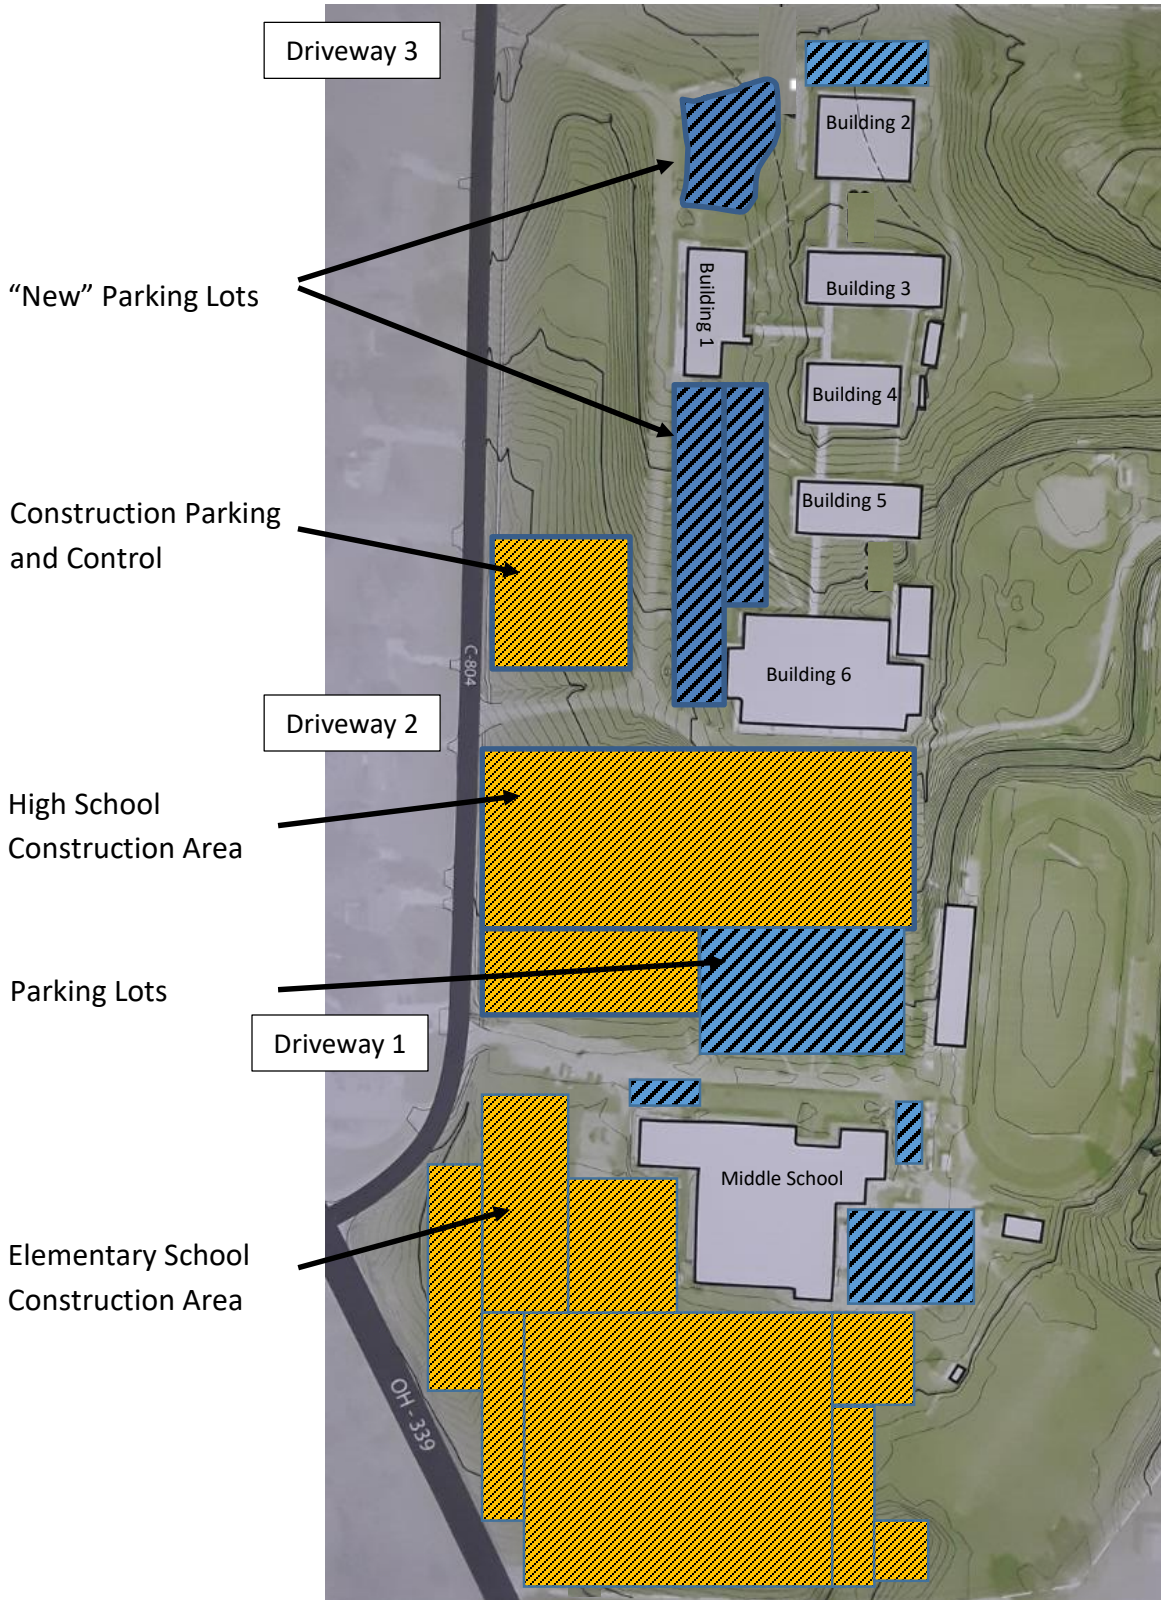 Driveway 3
Building 2
“New” Parking Lots
Building 1
Building 3
Building 4
Construction Parking
and Control
Building 5
C-804
Building 6
Driveway 2
High School
Construction Area
Parking Lots
Driveway 1
Middle School
Elementary School
Construction Area
OH - 339